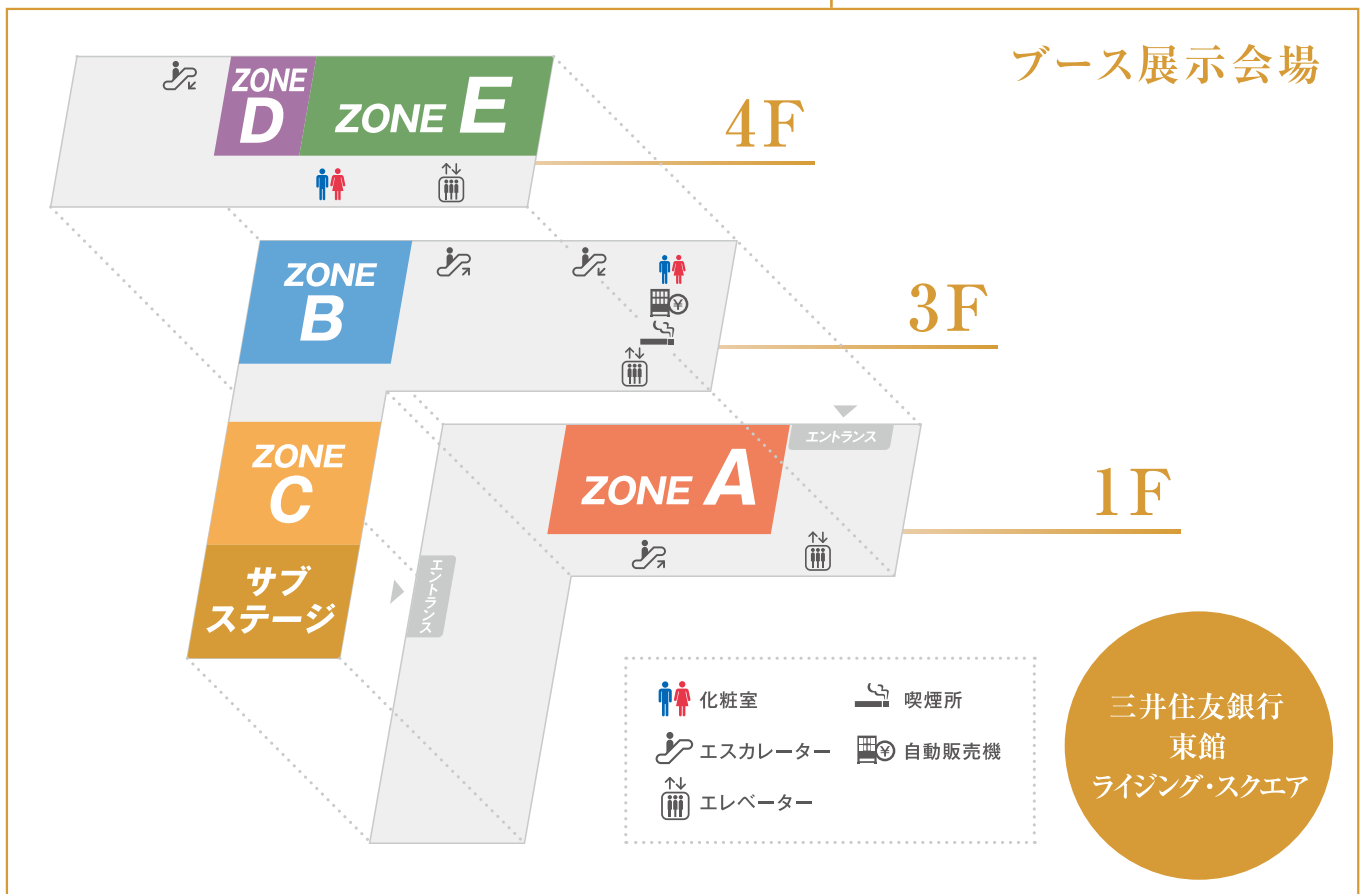 ブース展示会場
ZONE
D
ZONE E
4F
ZONE
B
¥
3F
ZONE
C
サブ
ステージ
エントランス
ZONE A
1F
エントランス
化粧室
喫煙所
エスカレーター
¥
自動販売機
エレベーター
三井住友銀行
東館
ライジング・スクエア